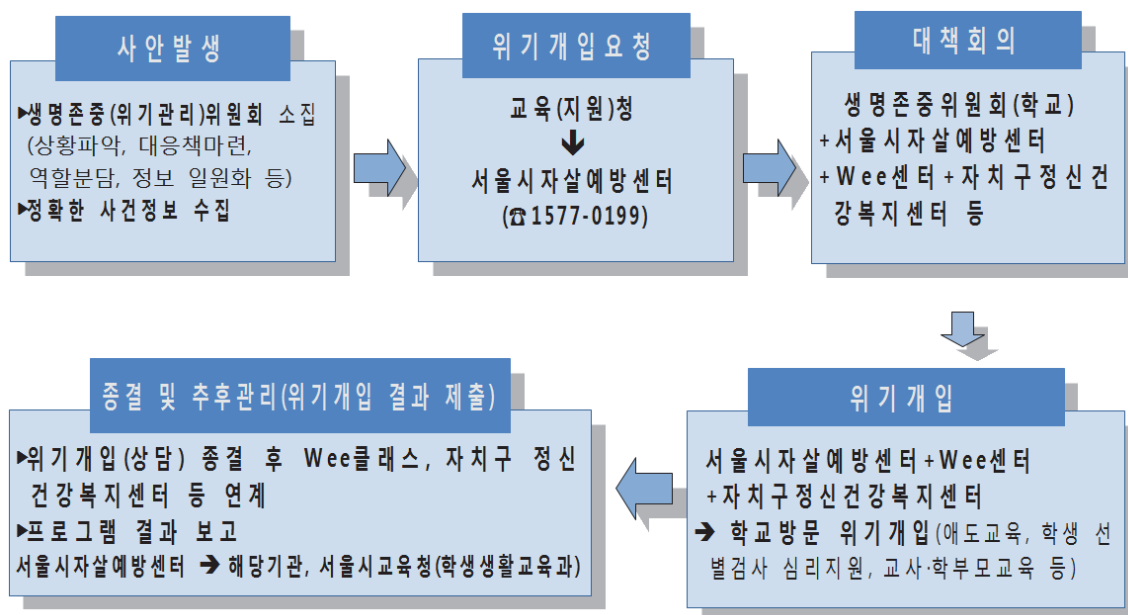 사안발생
▶생명존중(위기관리)위원회 소집
(상황파악, 대응책마련,
역할분담, 정보 일원화 등)
▶정확한 사건정보 수집
위기개입요청
교육(지원)청
↓
서울시자살예방센터
(☎1577-0199)
대책회의
생명존중위원회(학교)
+서울시자살예방센터
+Wee센터+자치구정신건
강복지센터 등
위기개입
서울시자살예방센터+Wee센터
+자치구정신건강복지센터
➔ 학교방문 위기개입(애도교육, 학생 선
별검사 심리지원, 교사·학부모교육 등)
종결 및 추후관리(위기개입 결과 제출)
▶위기개입(상담) 종결 후 Wee클래스, 자치구 정신
건강복지센터 등 연계
▶프로그램 결과 보고
서울시자살예방센터 ➔ 해당기관, 서울시교육청(학생생활교육과)